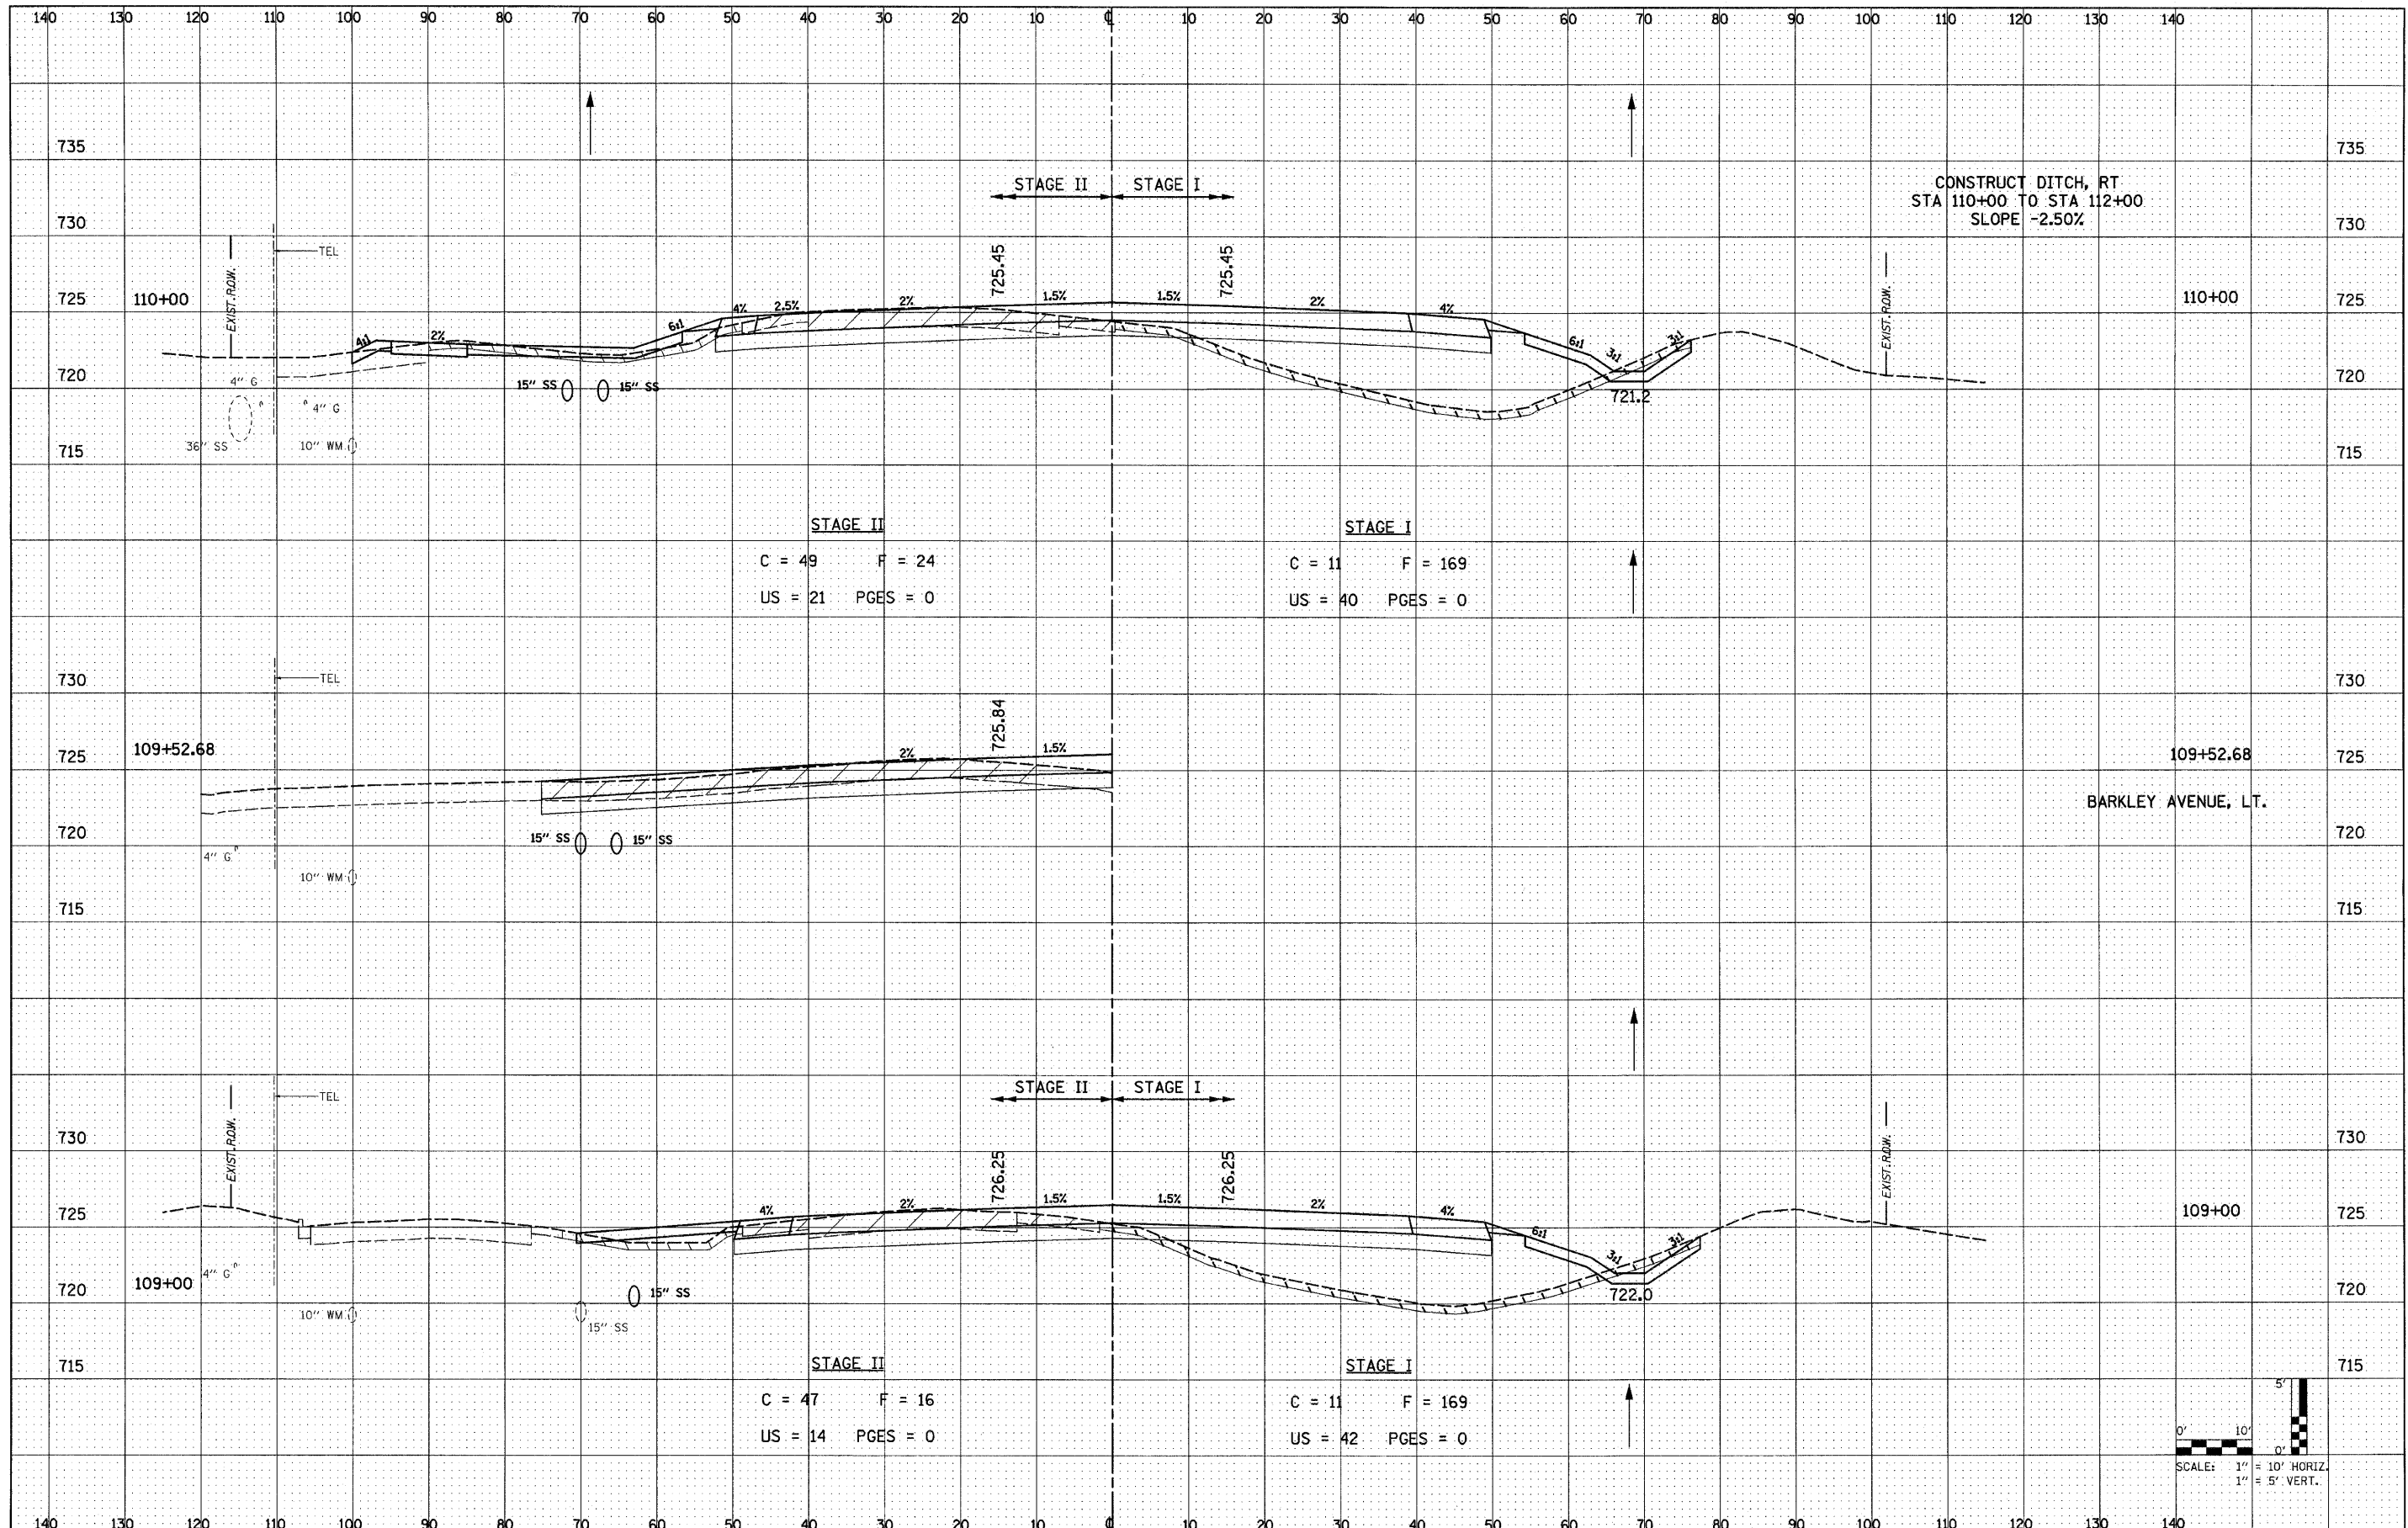 140 130 120 110 100 90 80 70 60 50 40 30 20 10 ℄ 10 20 30 40 50 60 70 80 90 100 110 120 130 140
735 735
STAGE II STAGE I
CONSTRUCT DITCH, RT
STA 110+00 TO STA 112+00
SLOPE -2.50%
730 730
TEL
EXIST. R.O.W.
725.45 725.45
EXIST. R.O.W.
725 110+00 110+00 725
4:1 2% 6:1 4% 2.5% 2% 1.5% 1.5% 2% 4% 6:1 3:1 3:1
720 720
4" G 4" G
15" SS 15" SS
721.2
36" SS 10" WM
715 715
STAGE II STAGE I
C = 49 F = 24 C = 11 F = 169
US = 21 PGES = 0 US = 40 PGES = 0
TEL
730 730
725.84
109+52.68 109+52.68
725 2% 1.5% 725
BARKLEY AVENUE, LT.
720 15" SS 15" SS 720
4" G
10" WM
715 715
STAGE II STAGE I
TEL
730 730
EXIST. R.O.W.
726.25 726.25
EXIST. R.O.W.
725 4% 2% 1.5% 1.5% 2% 4% 6:1 3:1 3:1 109+00 725
109+00 4" G
720 15" SS 722.0 720
10" WM 15" SS
715 715
STAGE II STAGE I
C = 47 F = 16 C = 11 F = 169
US = 14 PGES = 0 US = 42 PGES = 0
5'
0' 10' 0'
SCALE: 1" = 10' HORIZ.
1" = 5' VERT.
140 130 120 110 100 90 80 70 60 50 40 30 20 10 ℄ 10 20 30 40 50 60 70 80 90 100 110 120 130 140